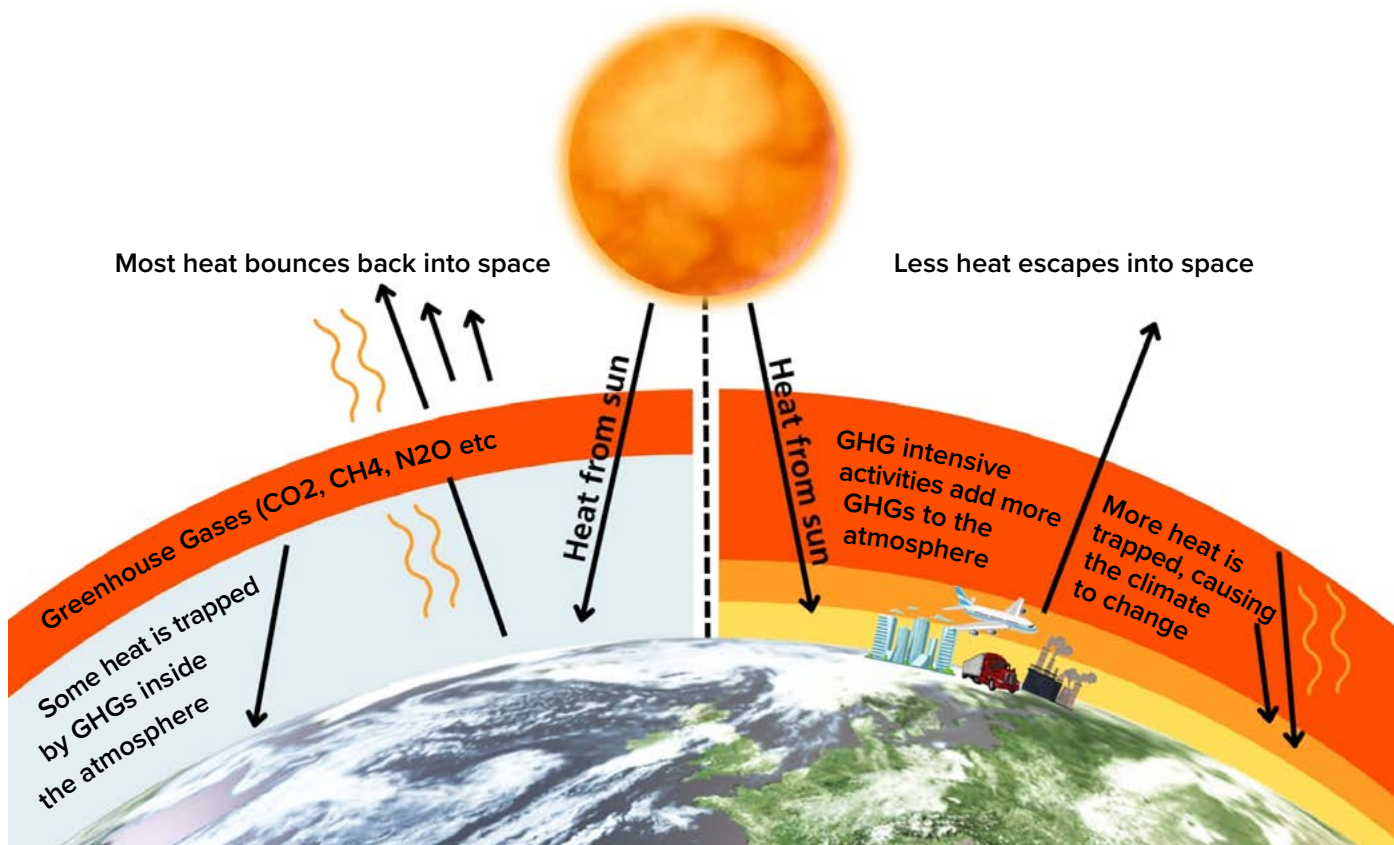 Most heat bounces back into space
Less heat escapes into space
Heat from sun
Heat from sun
Greenhouse Gases (CO2, CH4, N2O etc
Some heat is trapped
by GHGs inside
the atmosphere
GHG intensive
activities add more
GHGs to the
atmosphere
More heat is
trapped, causing
the climate
to change